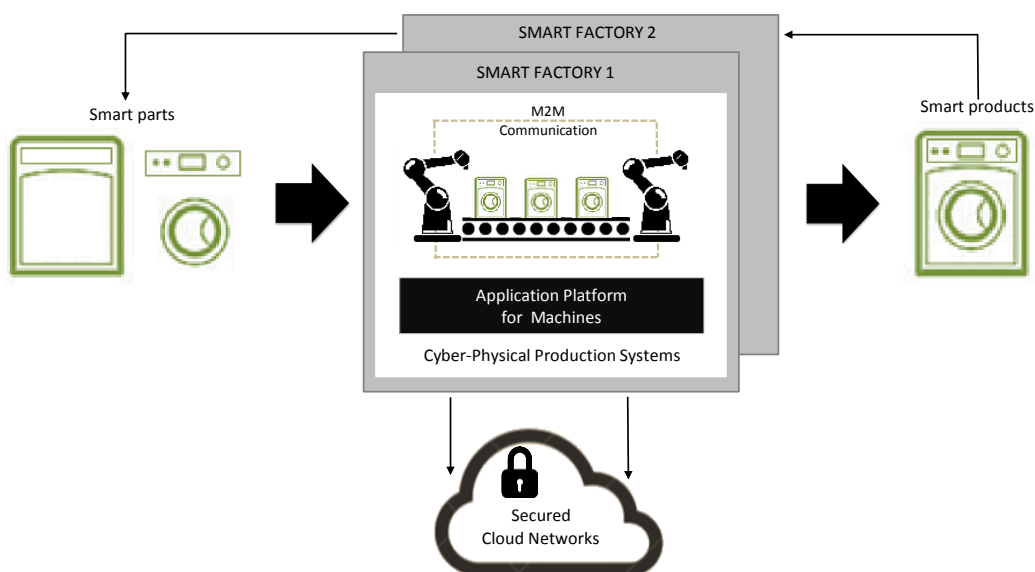 SMART FACTORY 2
SMART FACTORY 1
Smart parts
M2M
Communication
Smart products
Application Platform
for Machines
Cyber-Physical Production Systems
Secured
Cloud Networks